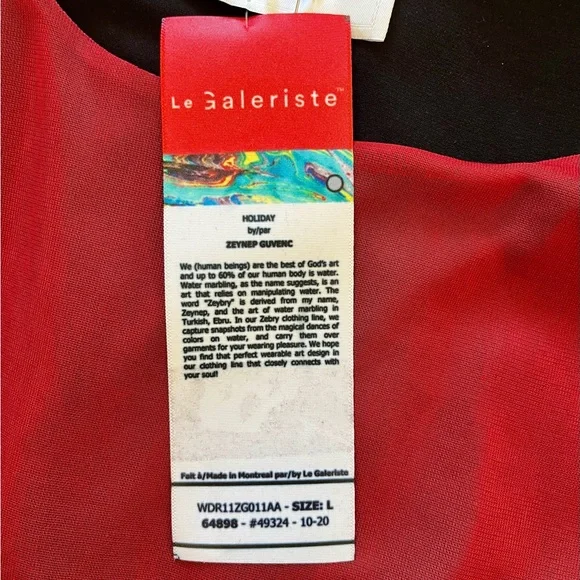 Le Galeriste™
HOLIDAY
by/par
ZEYNEP GUVENC
We (human beings) are the best of God's art
and up to 60% of our human body is water.
Water marbling, as the name suggests, is an
art that relies on manipulating water. The
word "Zeybry" is derived from my name,
Zeynep, and the art of water marbling in
Turkish, Ebru. In our Zebry clothing line, we
capture snapshots from the magical dances of
colors on water, and carry them over
garments for your wearing pleasure. We hope
you find that perfect wearable art design in
our clothing line that closely connects with
your soul!
Fait à/Made in Montreal par/by Le Galeriste
WDR11ZG011AA - SIZE: L
64898 - #49324 - 10-20